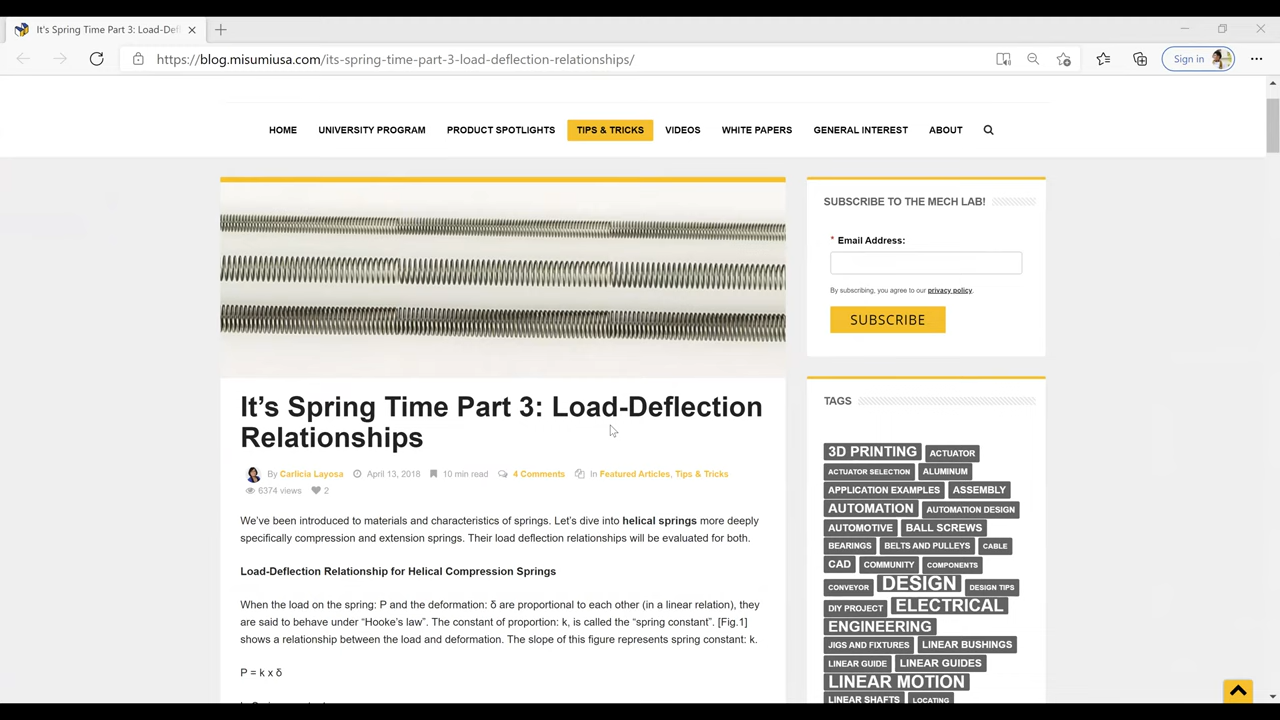 It's Spring Time Part 3: Load-Def
https://blog.misumiusa.com/its-spring-time-part-3-load-deflection-relationships/
Sign in
HOME
UNIVERSITY PROGRAM
PRODUCT SPOTLIGHTS
TIPS & TRICKS
VIDEOS
WHITE PAPERS
GENERAL INTEREST
ABOUT
It's Spring Time Part 3: Load-Deflection
Relationships
By Carlicia Layosa
April 13, 2018
10 min read
4 Comments
In Featured Articles, Tips & Tricks
6374 views
2
We've been introduced to materials and characteristics of springs. Let's dive into helical springs more deeply
specifically compression and extension springs. Their load deflection relationships will be evaluated for both.
Load-Deflection Relationship for Helical Compression Springs
When the load on the spring: P and the deformation: δ are proportional to each other (in a linear relation), they
are said to behave under "Hooke's law". The constant of proportion: k, is called the "spring constant". [Fig.1]
shows a relationship between the load and deformation. The slope of this figure represents spring constant: k.
P = k x δ
SUBSCRIBE TO THE MECH LAB!
* Email Address:
By subscribing, you agree to our privacy policy.
SUBSCRIBE
TAGS
3D PRINTING
ACTUATOR
ACTUATOR SELECTION
ALUMINUM
APPLICATION EXAMPLES
ASSEMBLY
AUTOMATION
AUTOMATION DESIGN
AUTOMOTIVE
BALL SCREWS
BEARINGS
BELTS AND PULLEYS
CABLE
CAD
COMMUNITY
COMPONENTS
CONVEYOR
DESIGN
DESIGN TIPS
DIY PROJECT
ELECTRICAL
ENGINEERING
JIGS AND FIXTURES
LINEAR BUSHINGS
LINEAR GUIDE
LINEAR GUIDES
LINEAR MOTION
LINEAR SHAFTS
LOCATING